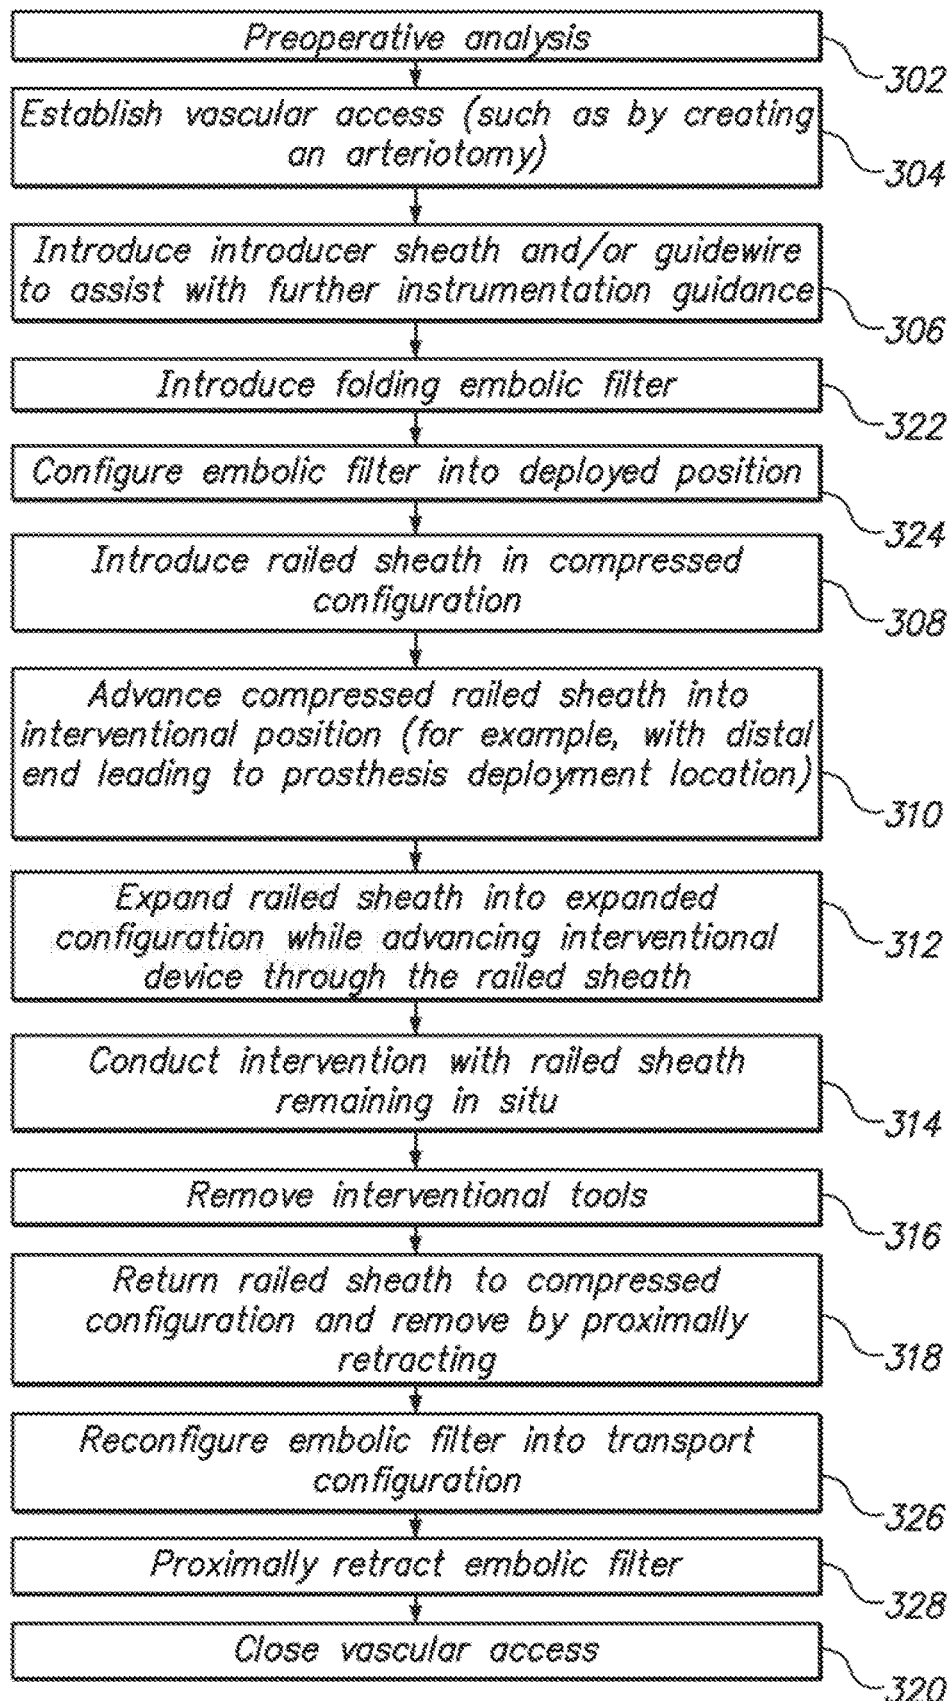 Preoperative analysis
302
Establish vascular access (such as by creating
an arteriotomy)
304
Introduce introducer sheath and/or guidewire
to assist with further instrumentation guidance
306
Introduce folding embolic filter
322
Configure embolic filter into deployed position
324
Introduce railed sheath in compressed
configuration
308
Advance compressed railed sheath into
interventional position (for example, with distal
end leading to prosthesis deployment location)
310
Expand railed sheath into expanded
configuration while advancing interventional
device through the railed sheath
312
Conduct intervention with railed sheath
remaining in situ
314
Remove interventional tools
316
Return railed sheath to compressed
configuration and remove by proximally
retracting
318
Reconfigure embolic filter into transport
configuration
326
Proximally retract embolic filter
328
Close vascular access
320